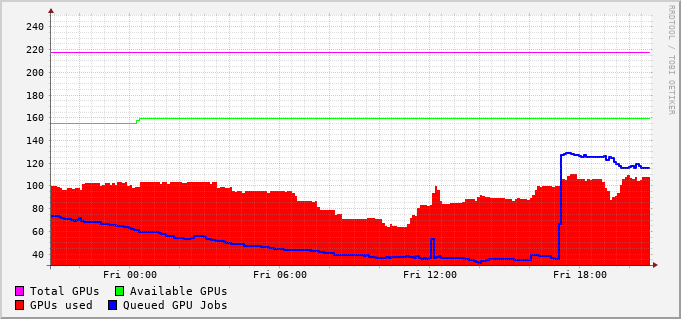 RRDTOOL / TOBI OETIKER
240
220
200
180
160
140
120
100
80
60
40
Fri 00:00 Fri 06:00 Fri 12:00 Fri 18:00
Total GPUs Available GPUs
GPUs used Queued GPU Jobs